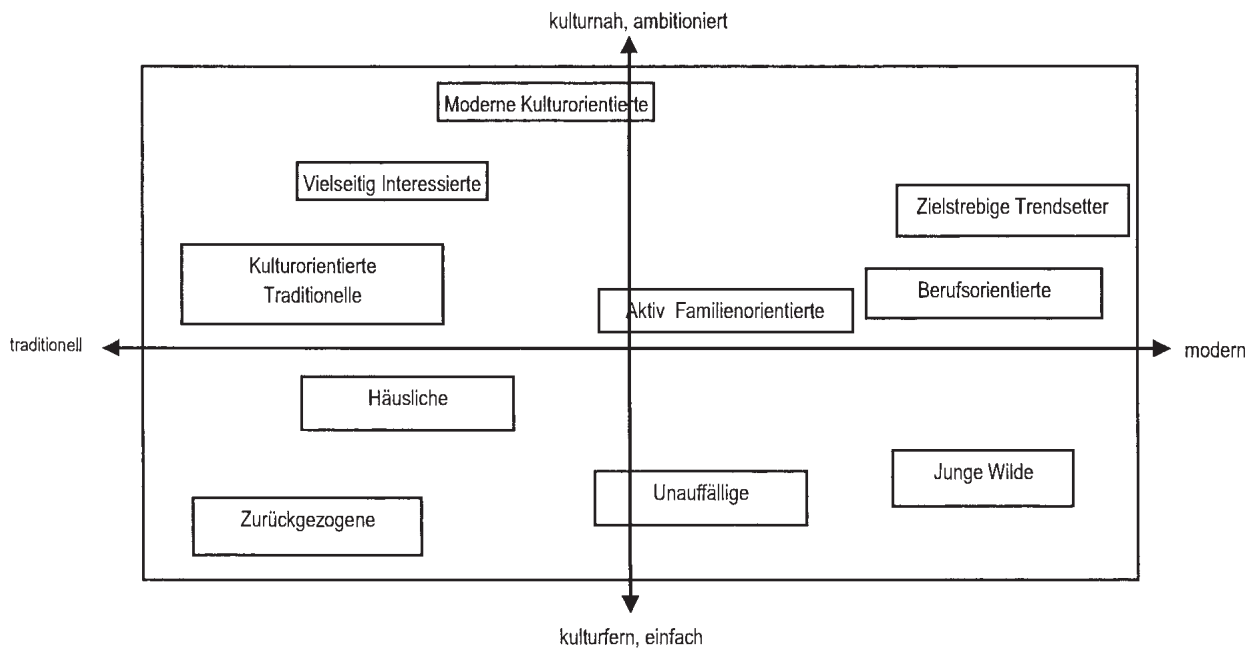 kulturnah, ambitioniert
Moderne Kulturorientierte
Vielseitig Interessierte
Zielstrebige Trendsetter
Kulturorientierte
Traditionelle
Berufsorientierte
Aktiv Familienorientierte
traditionell
modern
Häusliche
Junge Wilde
Unauffällige
Zurückgezogene
kulturfern, einfach